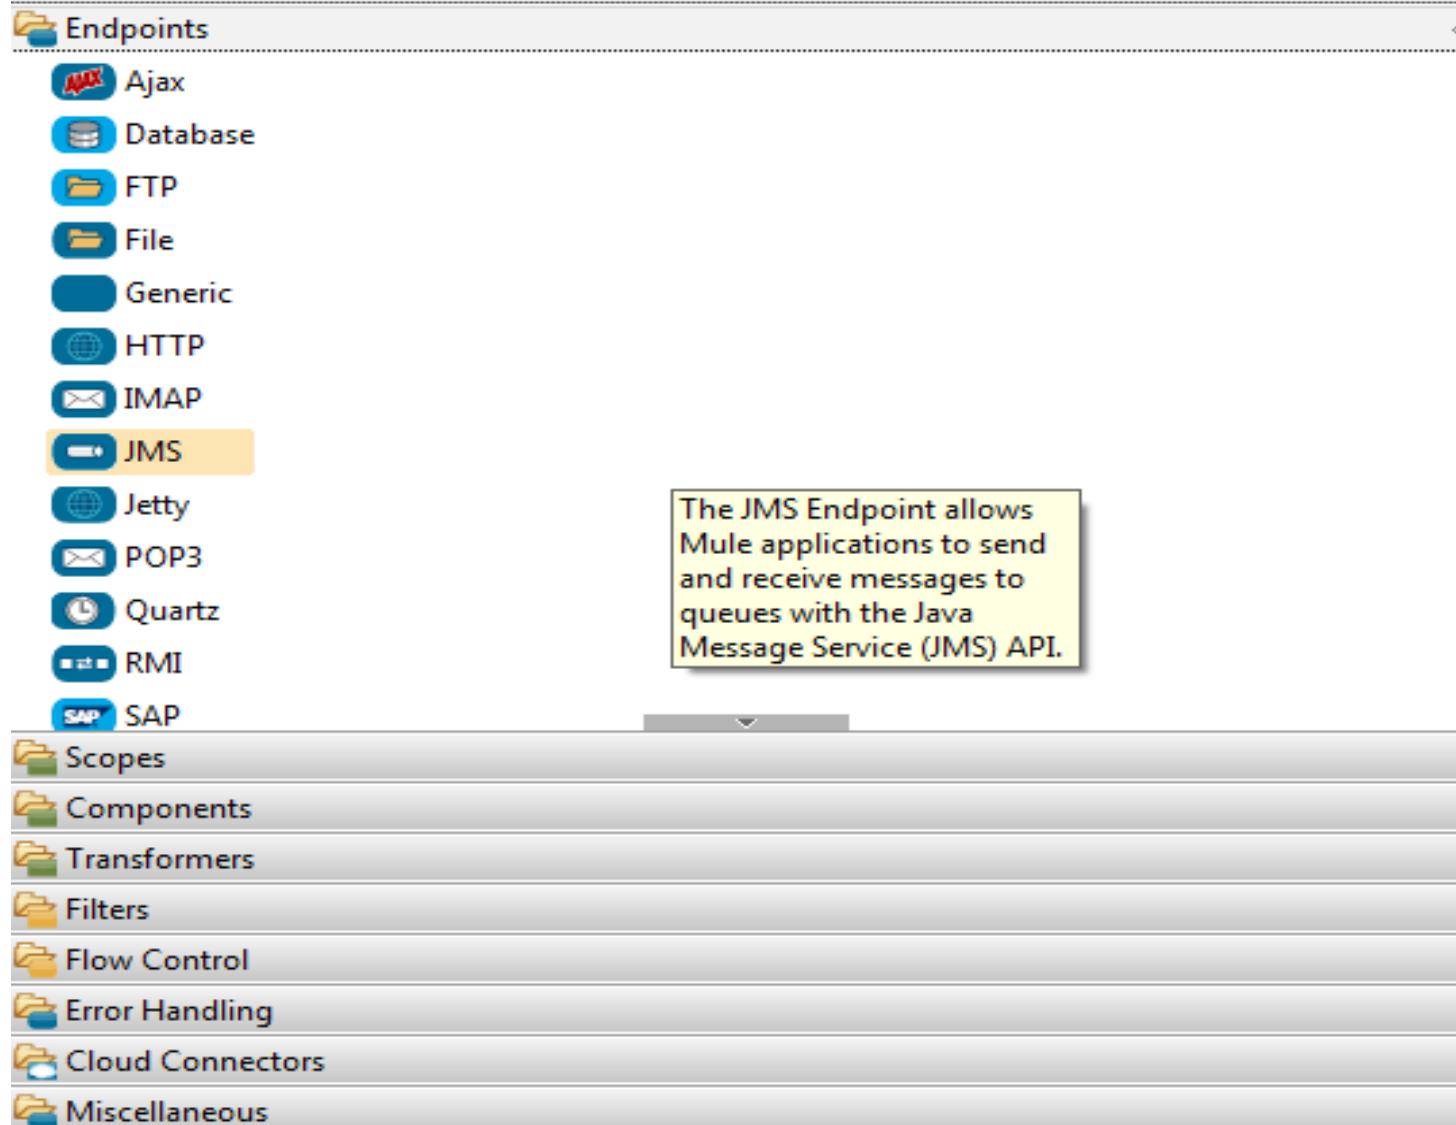 Endpoints
AJAX Ajax
Database
FTP
File
Generic
HTTP
IMAP
JMS
Jetty
The JMS Endpoint allows
Mule applications to send
and receive messages to
queues with the Java
Message Service (JMS) API.
POP3
Quartz
RMI
SAP SAP
Scopes
Components
Transformers
Filters
Flow Control
Error Handling
Cloud Connectors
Miscellaneous